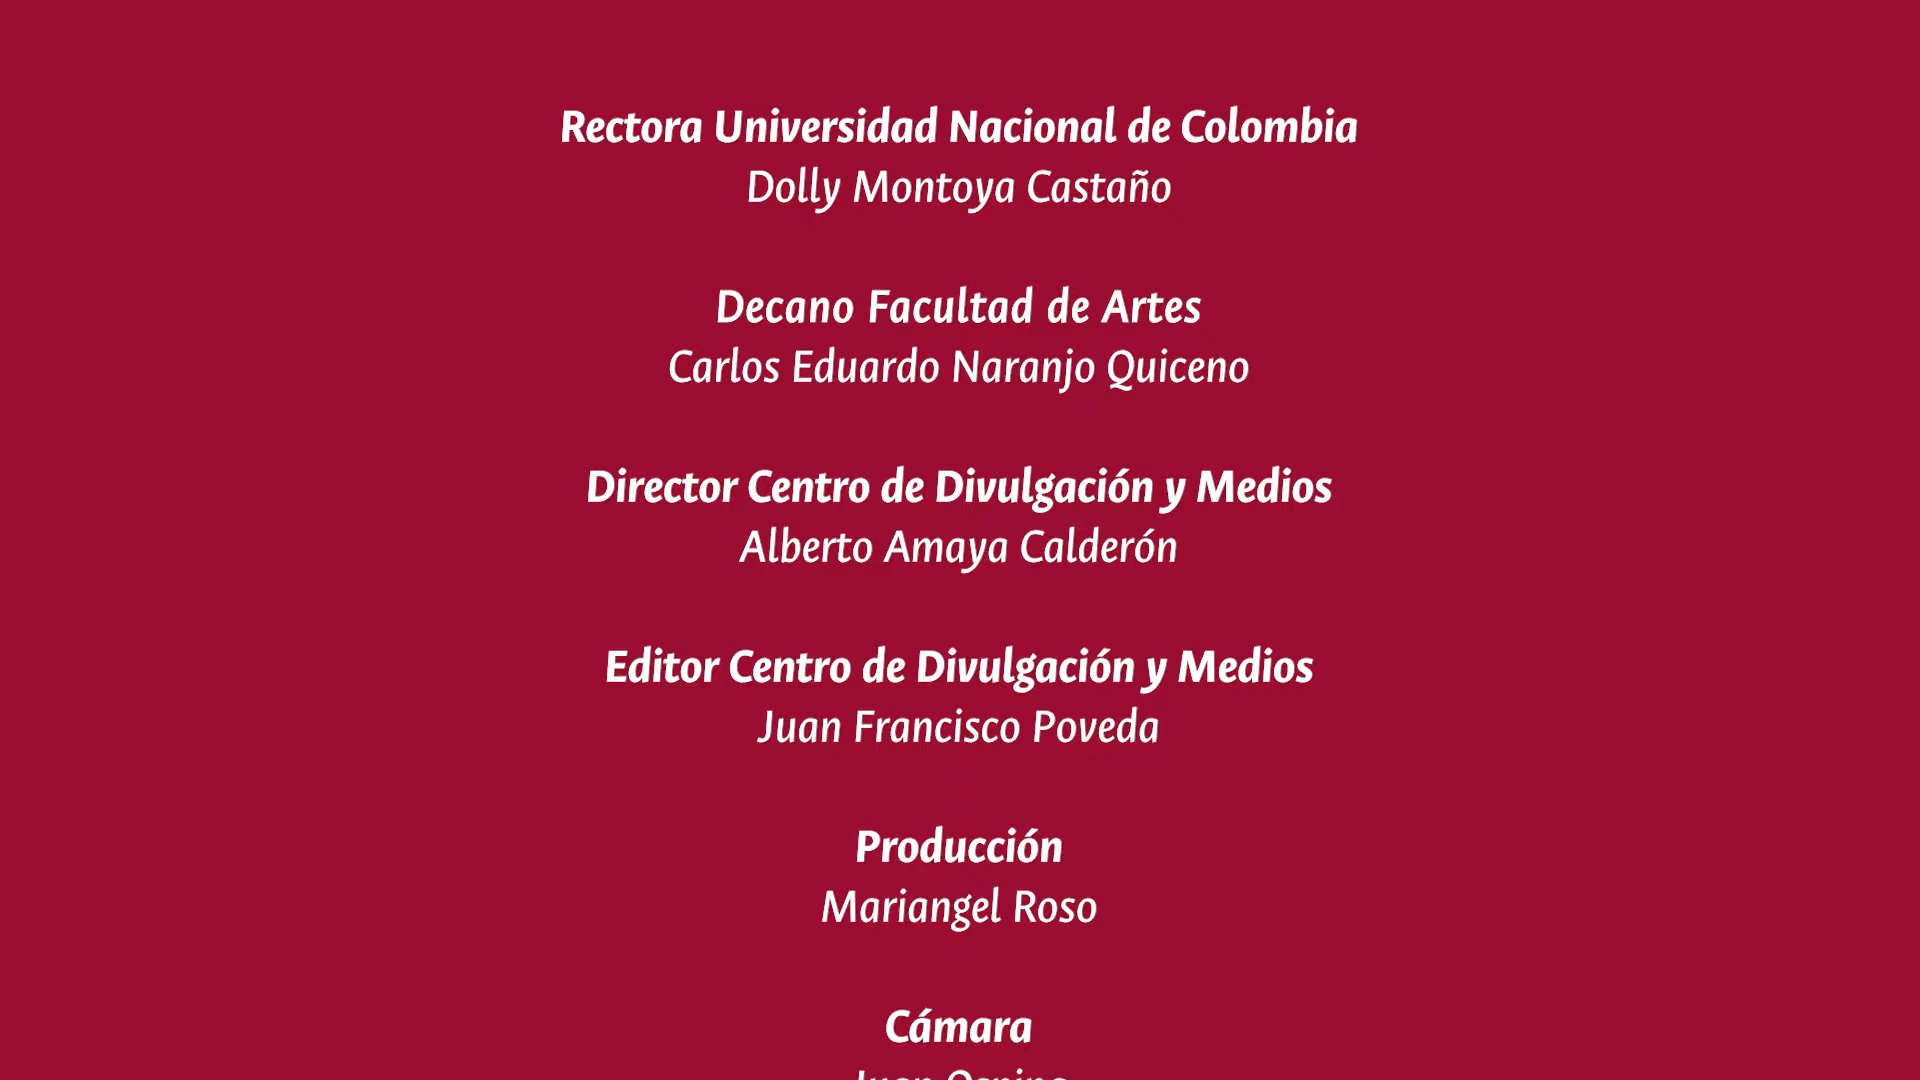 Rectora Universidad Nacional de Colombia
Dolly Montoya Castaño
Decano Facultad de Artes
Carlos Eduardo Naranjo Quiceno
Director Centro de Divulgación y Medios
Alberto Amaya Calderón
Editor Centro de Divulgación y Medios
Juan Francisco Poveda
Producción
Mariangel Roso
Cámara